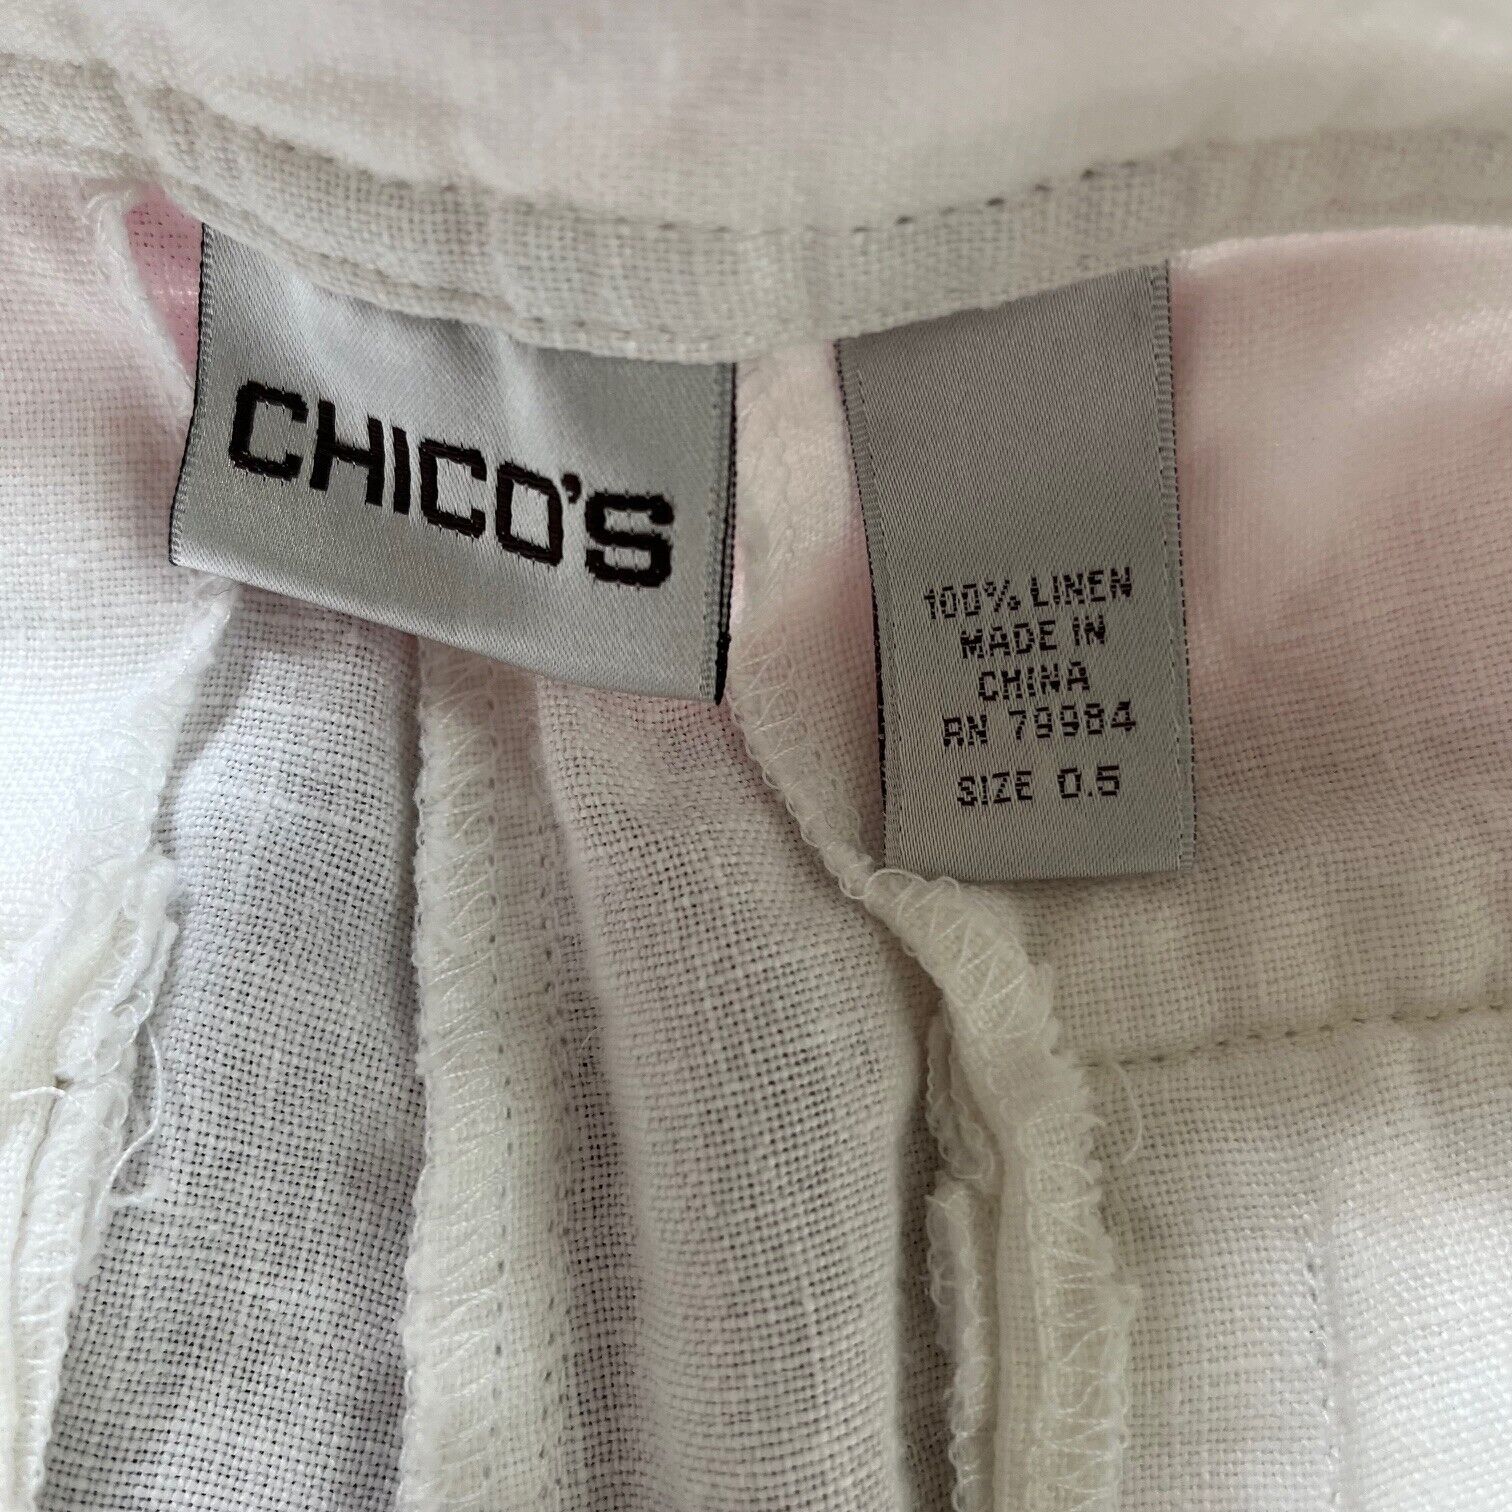 CHICO'S
100% LINEN
MADE IN
CHINA
RN 79984
SIZE 0.5